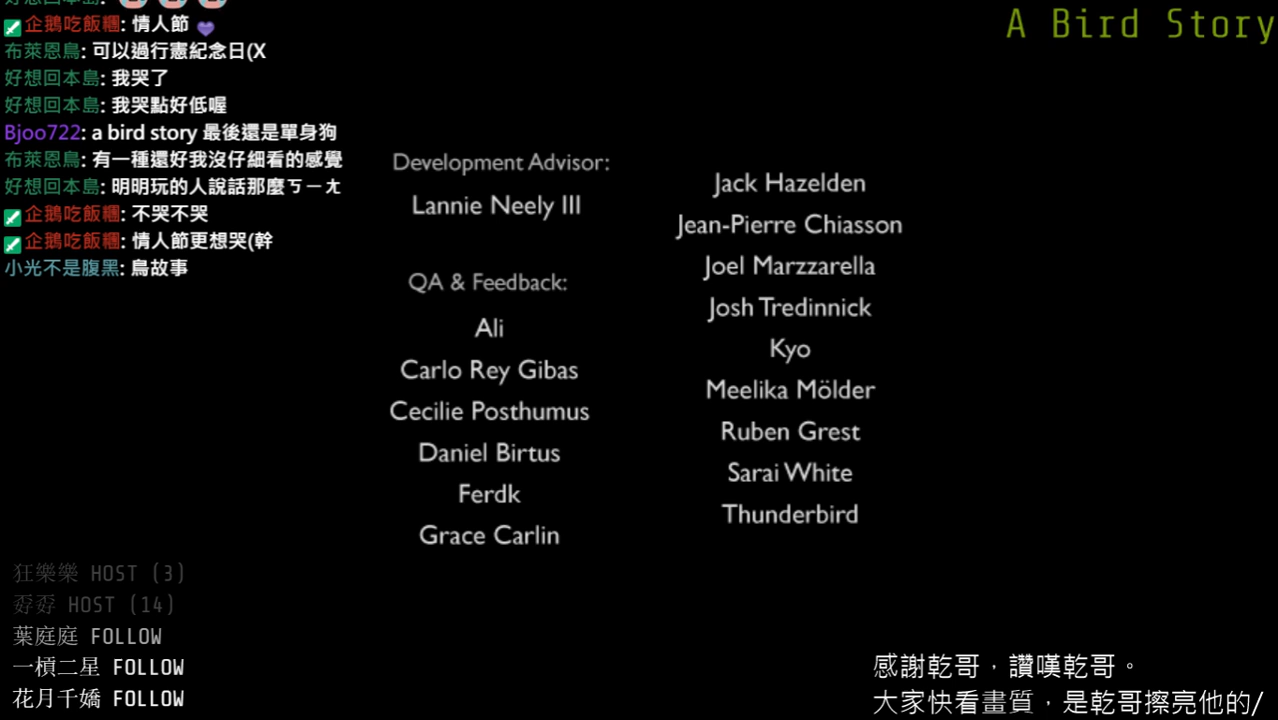 好想回本島:
企鵝吃飯糰: 情人節
布萊恩鳥: 可以過行憲紀念日(X
好想回本島: 我哭了
好想回本島: 我哭點好低喔
Bjoo722: a bird story 最後還是單身狗
布萊恩鳥: 有一種還好我沒仔細看的感覺
好想回本島: 明明玩的人說話那麼ㄎㄧㄤ
企鵝吃飯糰: 不哭不哭
企鵝吃飯糰: 情人節更想哭(幹
小光不是腹黑: 鳥故事
A Bird Story
Development Advisor:
Lannie Neely III
QA & Feedback:
Ali
Carlo Rey Gibas
Cecilie Posthumus
Daniel Birtus
Ferdk
Grace Carlin
Jack Hazelden
Jean-Pierre Chiasson
Joel Marzzarella
Josh Tredinnick
Kyo
Meelika Mölder
Ruben Grest
Sarai White
Thunderbird
狂樂樂 HOST (3)
孬孬 HOST (14)
葉庭庭 FOLLOW
一槓二星 FOLLOW
花月千嬌 FOLLOW
感謝乾哥，讚嘆乾哥。
大家快看畫質，是乾哥擦亮他的/